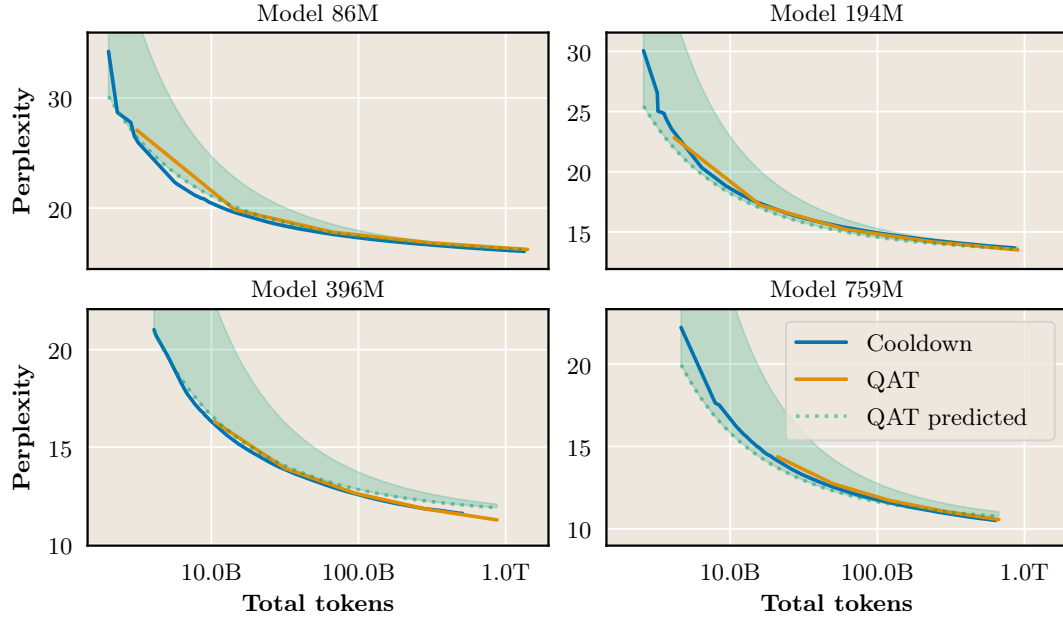 Model 86M
Model 194M
Perplexity
30
20
30
25
20
15
Model 396M
Model 759M
Perplexity
20
15
10
20
15
10
Cooldown
QAT
QAT predicted
10.0B
100.0B
1.0T
10.0B
100.0B
1.0T
Total tokens
Total tokens